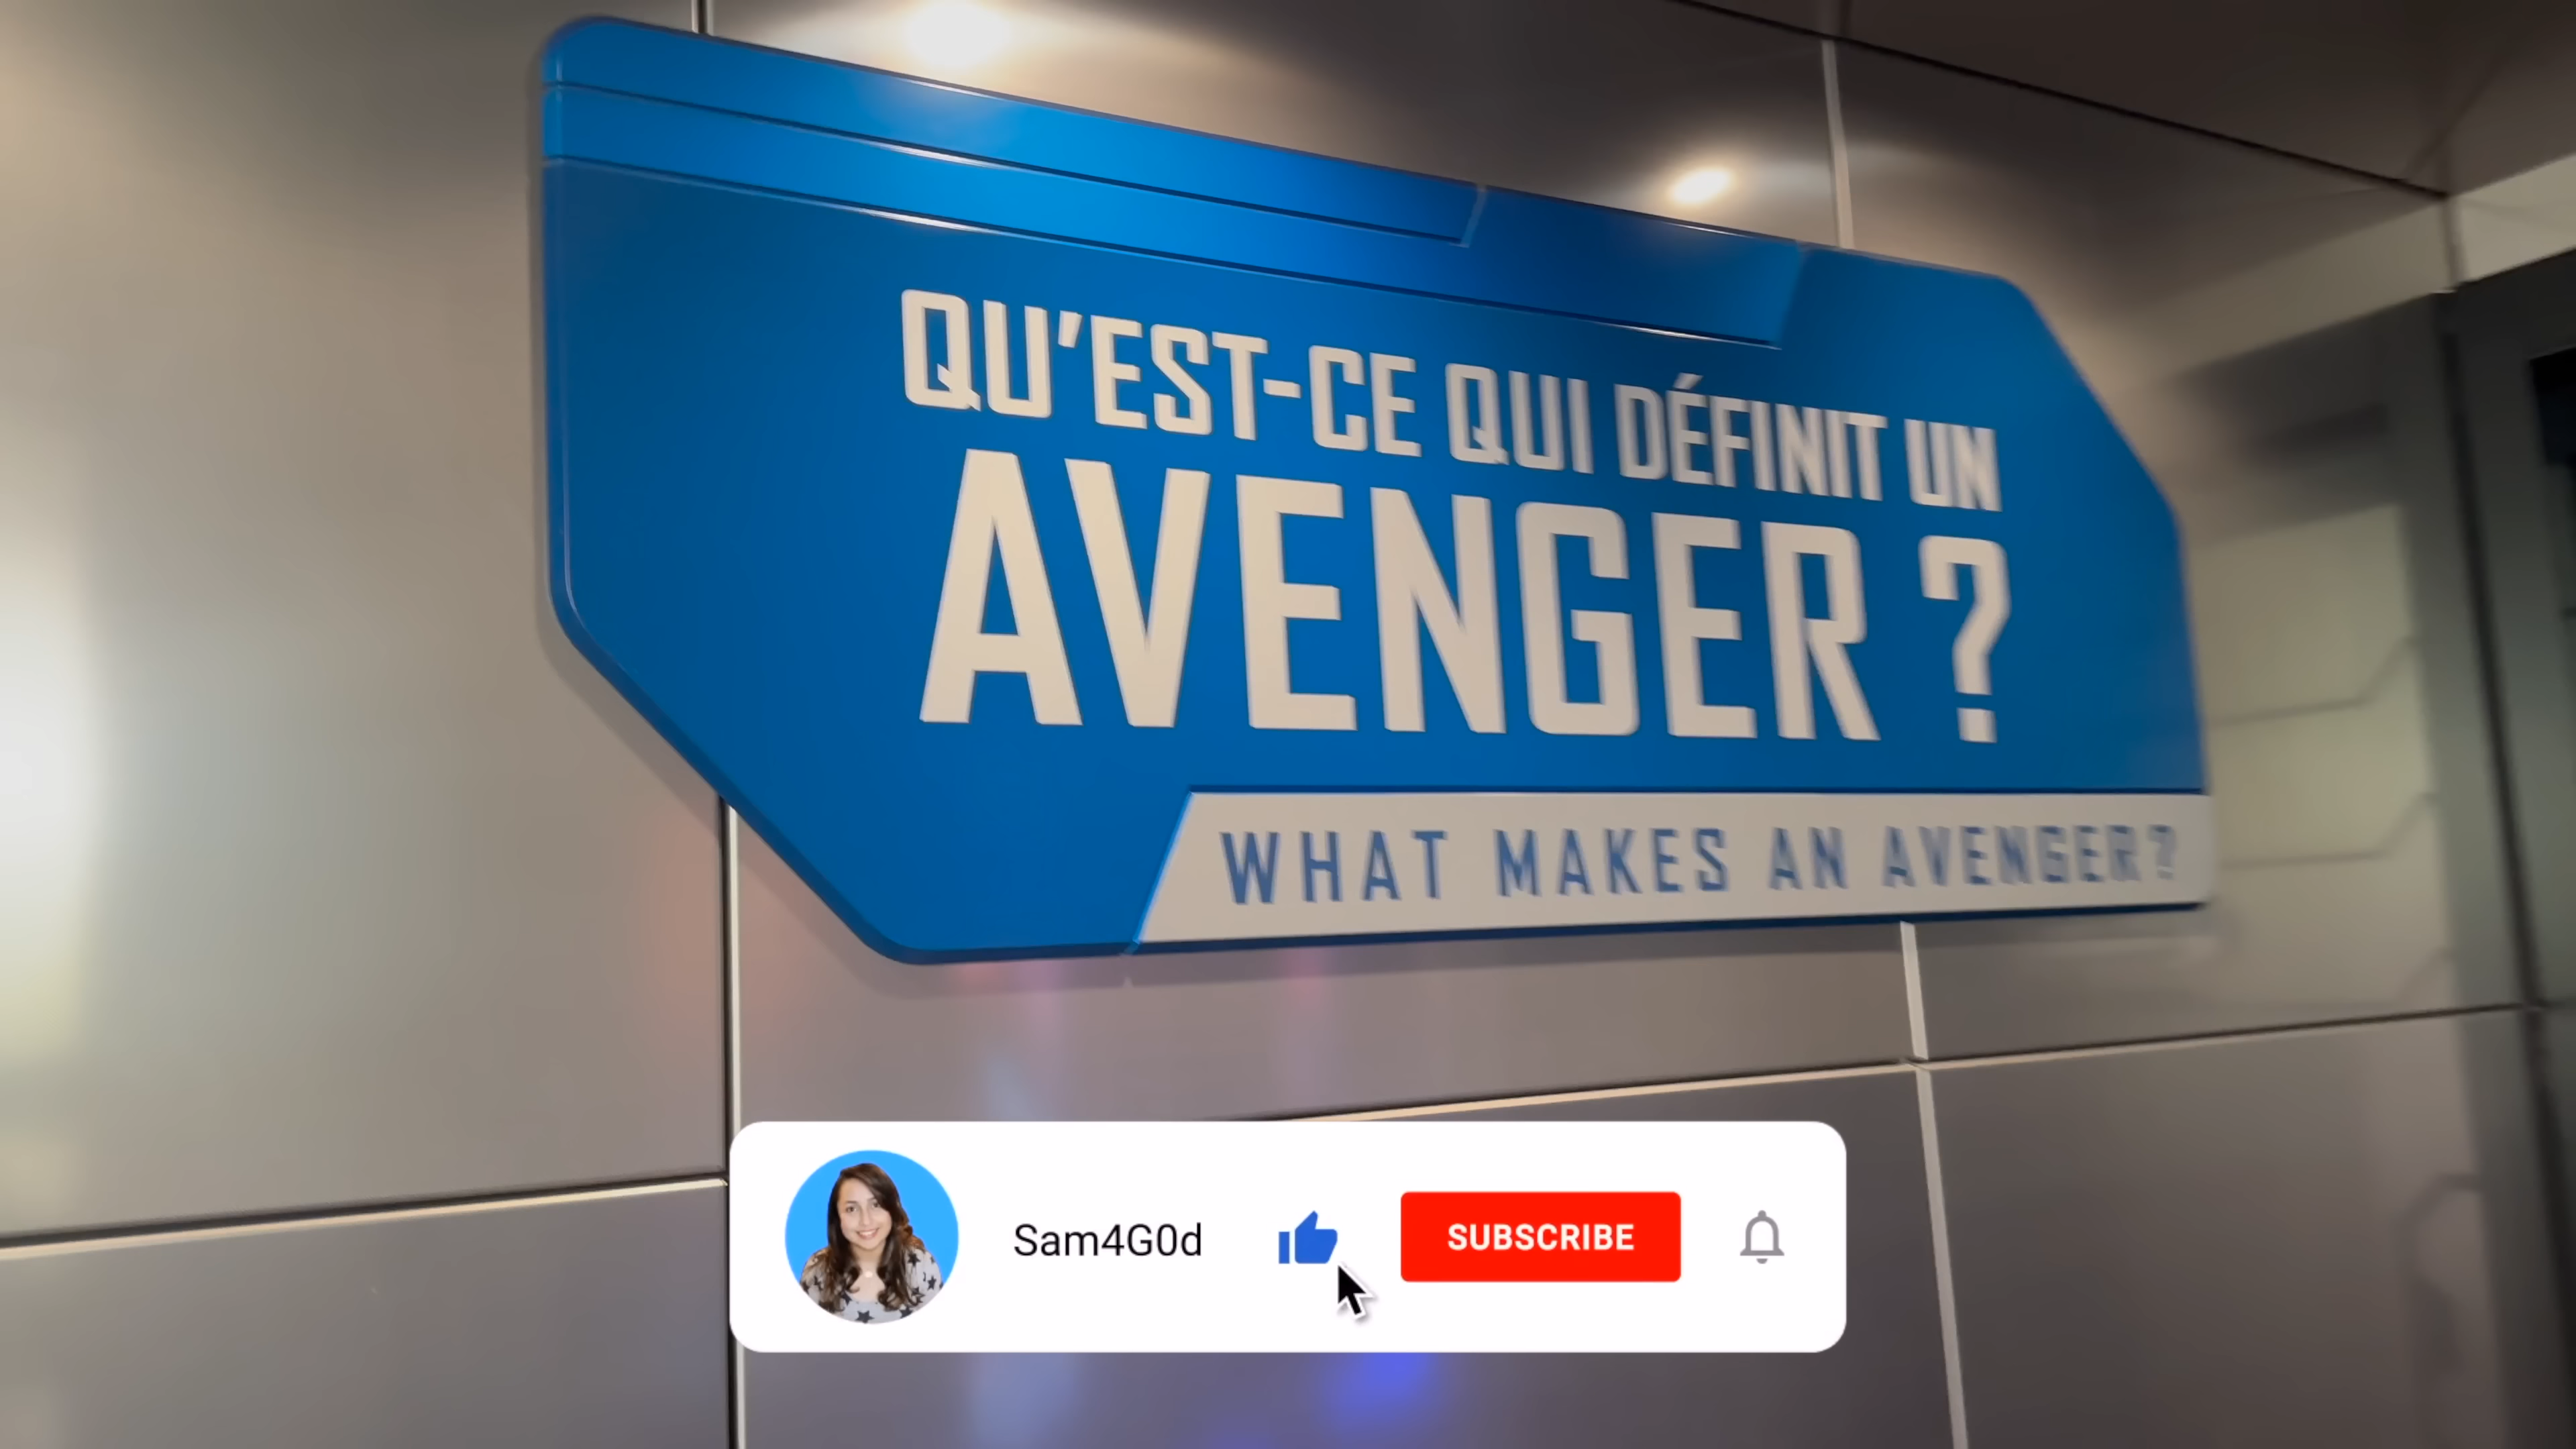 QU'EST-CE QUI DÉFINIT UN
AVENGER ?
WHAT MAKES AN AVENGER?
Sam4G0d
SUBSCRIBE